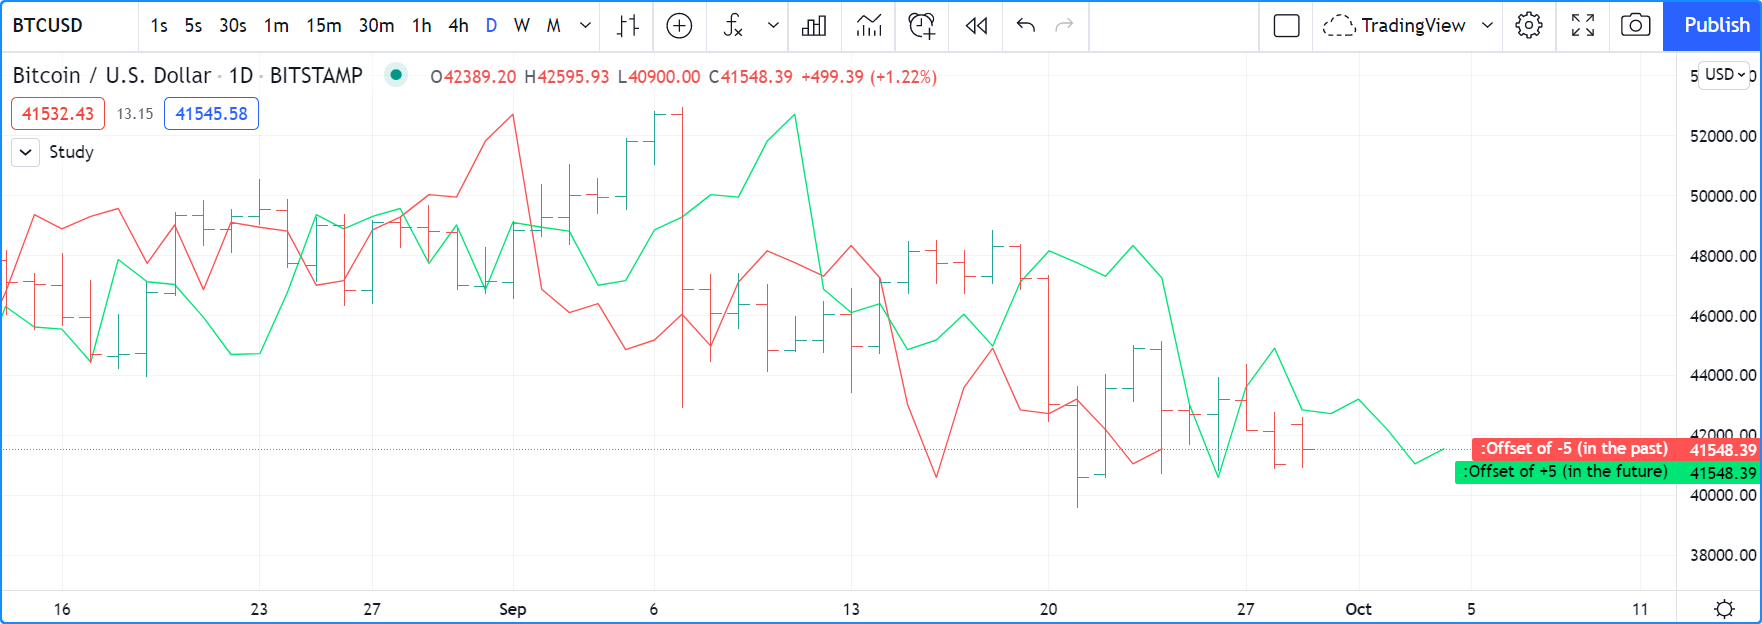 BTCUSD 1s 5s 30s 1m 15m 30m 1h 4h D W M fx TradingView Publish
Bitcoin / U.S. Dollar · 1D · BITSTAMP O42389.20 H42595.93 L40900.00 C41548.39 +499.39 (+1.22%) USD
41532.43 13.15 41545.58
Study
52000.00
50000.00
48000.00
46000.00
44000.00
42000.00
:Offset of -5 (in the past) 41548.39
:Offset of +5 (in the future) 41548.39
40000.00
38000.00
16 23 27 Sep 6 13 20 27 Oct 5 11